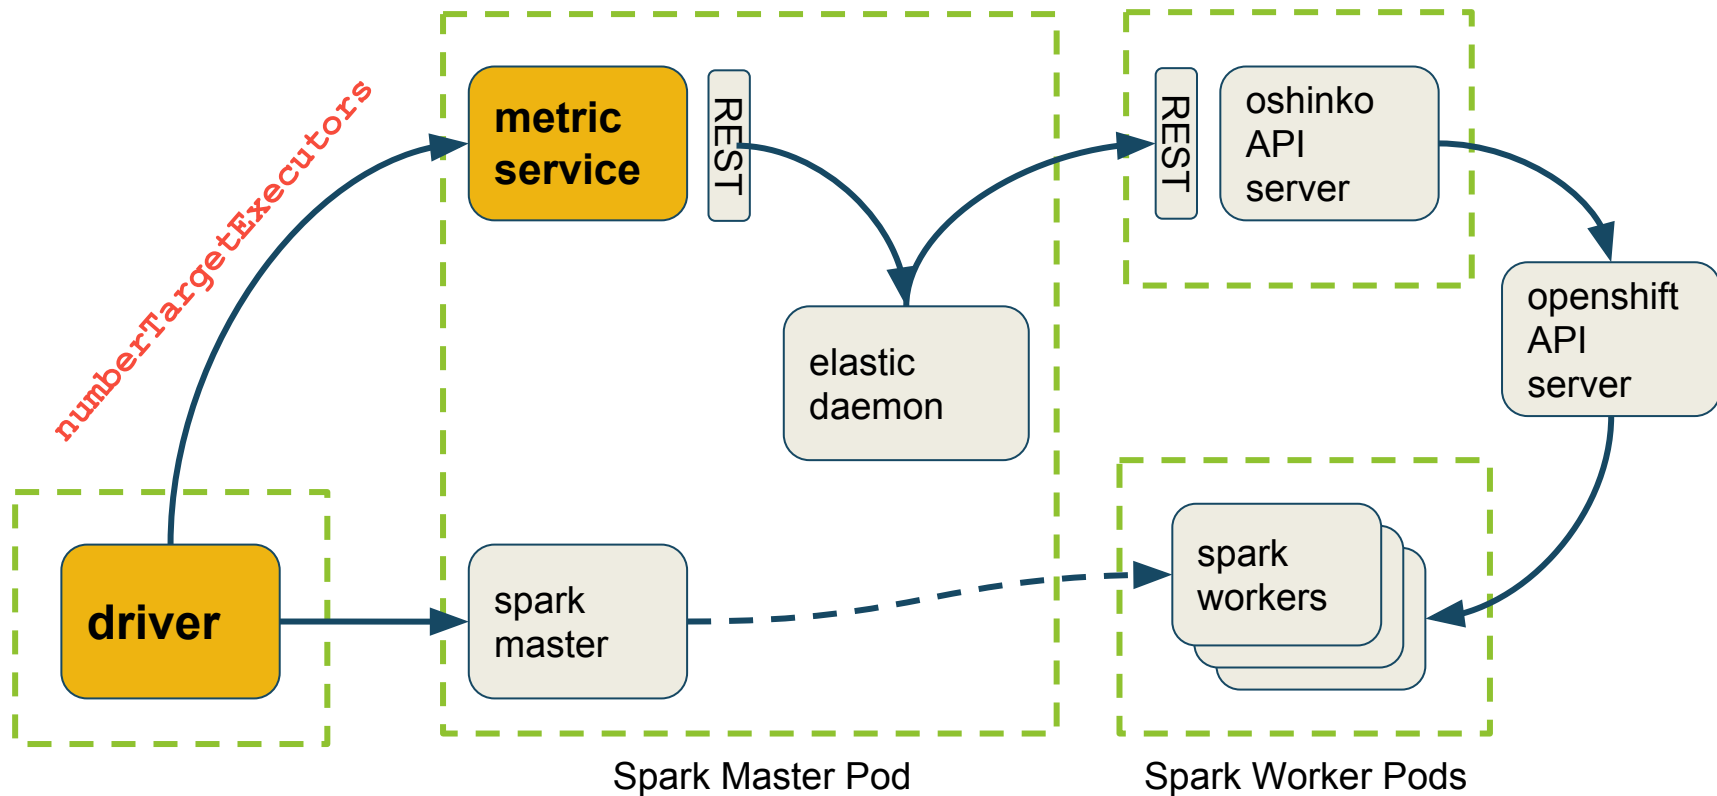 numberTargetExecutors
metric
service
REST
REST
oshinko
API
server
elastic
daemon
openshift
API
server
driver
spark
master
spark
workers
Spark Master Pod
Spark Worker Pods